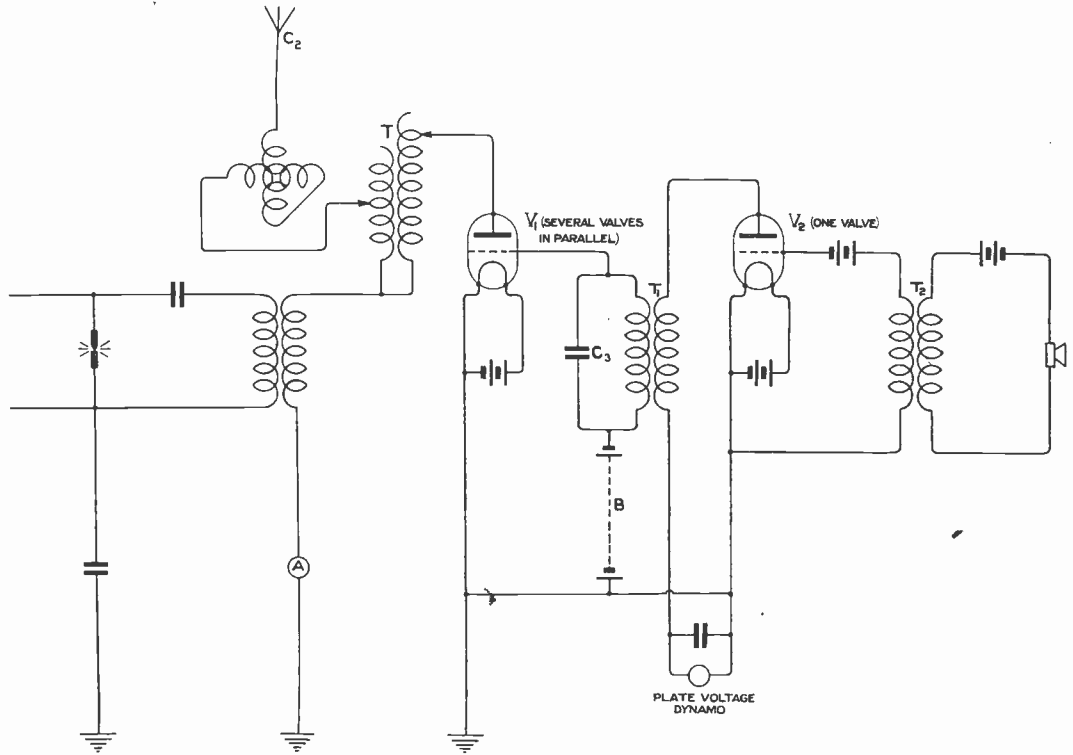 C₂
T
V₁ (SEVERAL VALVES
IN PARALLEL)
V₂ (ONE VALVE)
T₁
T₂
C₃
B
A
PLATE VOLTAGE
DYNAMO